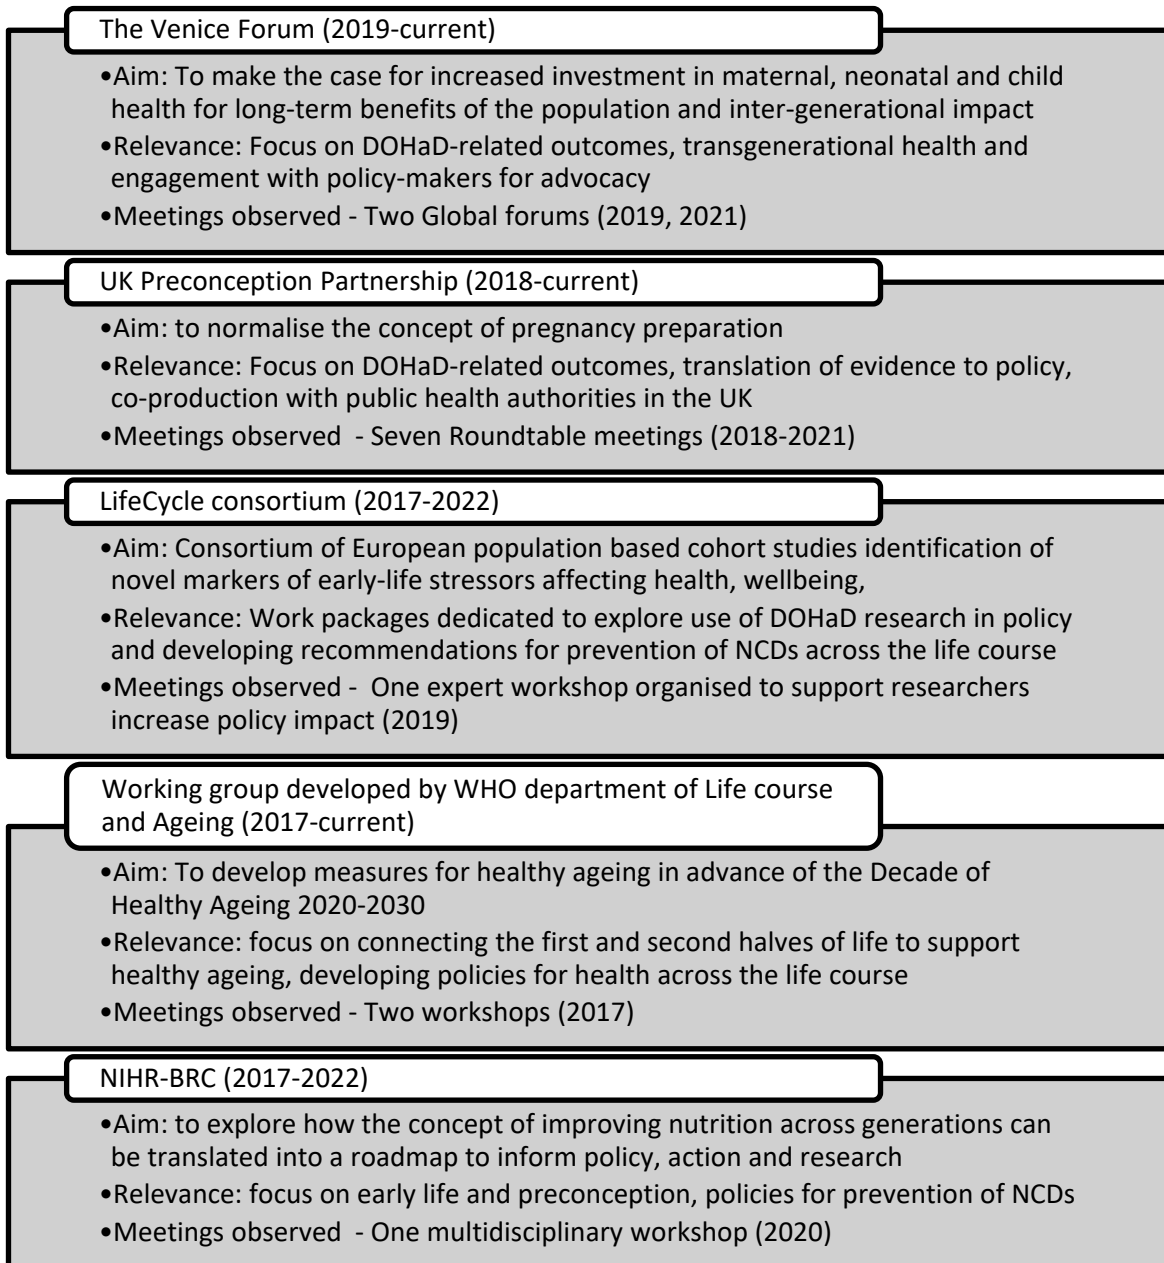 The Venice Forum (2019-current)
•Aim: To make the case for increased investment in maternal, neonatal and child
health for long-term benefits of the population and inter-generational impact
•Relevance: Focus on DOHaD-related outcomes, transgenerational health and
engagement with policy-makers for advocacy
•Meetings observed - Two Global forums (2019, 2021)
UK Preconception Partnership (2018-current)
•Aim: to normalise the concept of pregnancy preparation
•Relevance: Focus on DOHaD-related outcomes, translation of evidence to policy,
co-production with public health authorities in the UK
•Meetings observed  - Seven Roundtable meetings (2018-2021)
LifeCycle consortium (2017-2022)
•Aim: Consortium of European population based cohort studies identification of
novel markers of early-life stressors affecting health, wellbeing,
•Relevance: Work packages dedicated to explore use of DOHaD research in policy
and developing recommendations for prevention of NCDs across the life course
•Meetings observed -  One expert workshop organised to support researchers
increase policy impact (2019)
Working group developed by WHO department of Life course
and Ageing (2017-current)
•Aim: To develop measures for healthy ageing in advance of the Decade of
Healthy Ageing 2020-2030
•Relevance: focus on connecting the first and second halves of life to support
healthy ageing, developing policies for health across the life course
•Meetings observed - Two workshops (2017)
NIHR-BRC (2017-2022)
•Aim: to explore how the concept of improving nutrition across generations can
be translated into a roadmap to inform policy, action and research
•Relevance: focus on early life and preconception, policies for prevention of NCDs
•Meetings observed  - One multidisciplinary workshop (2020)